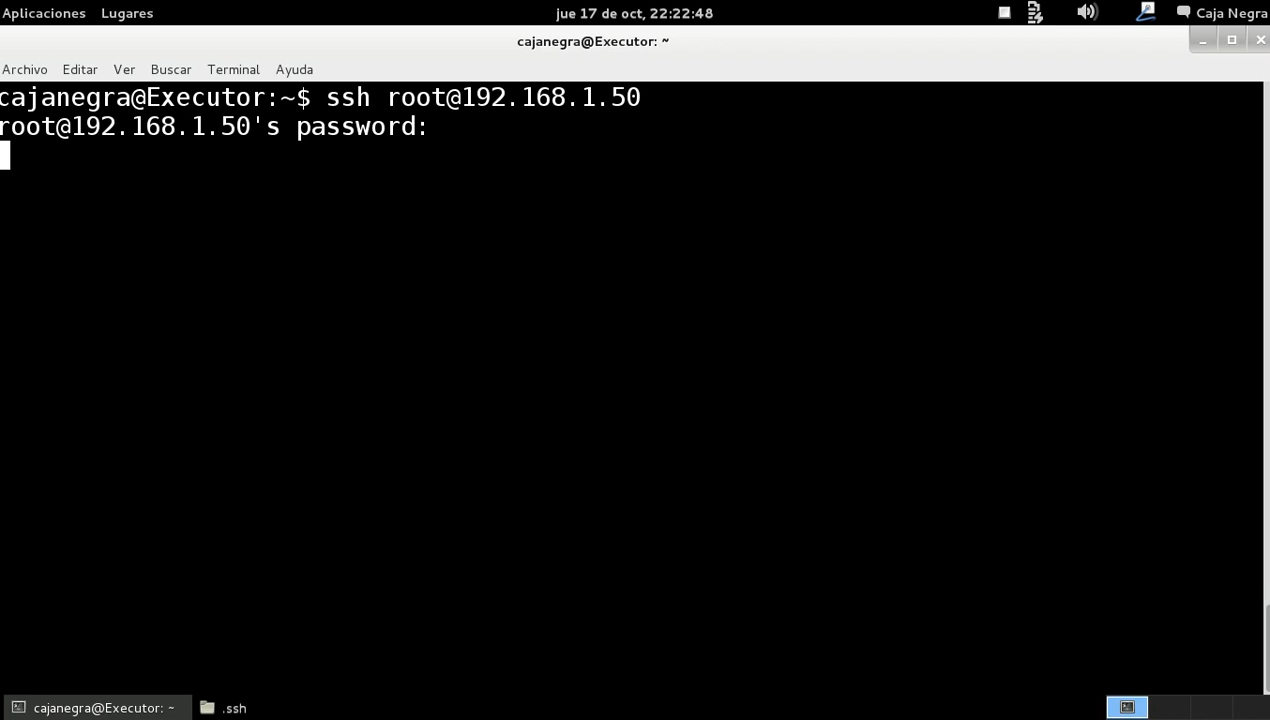 Aplicaciones Lugares jue 17 de oct, 22:22:48 Caja Negra
cajanegra@Executor: ~
Archivo Editar Ver Buscar Terminal Ayuda
cajanegra@Executor:~$ ssh root@192.168.1.50
root@192.168.1.50's password:
cajanegra@Executor: ~ .ssh